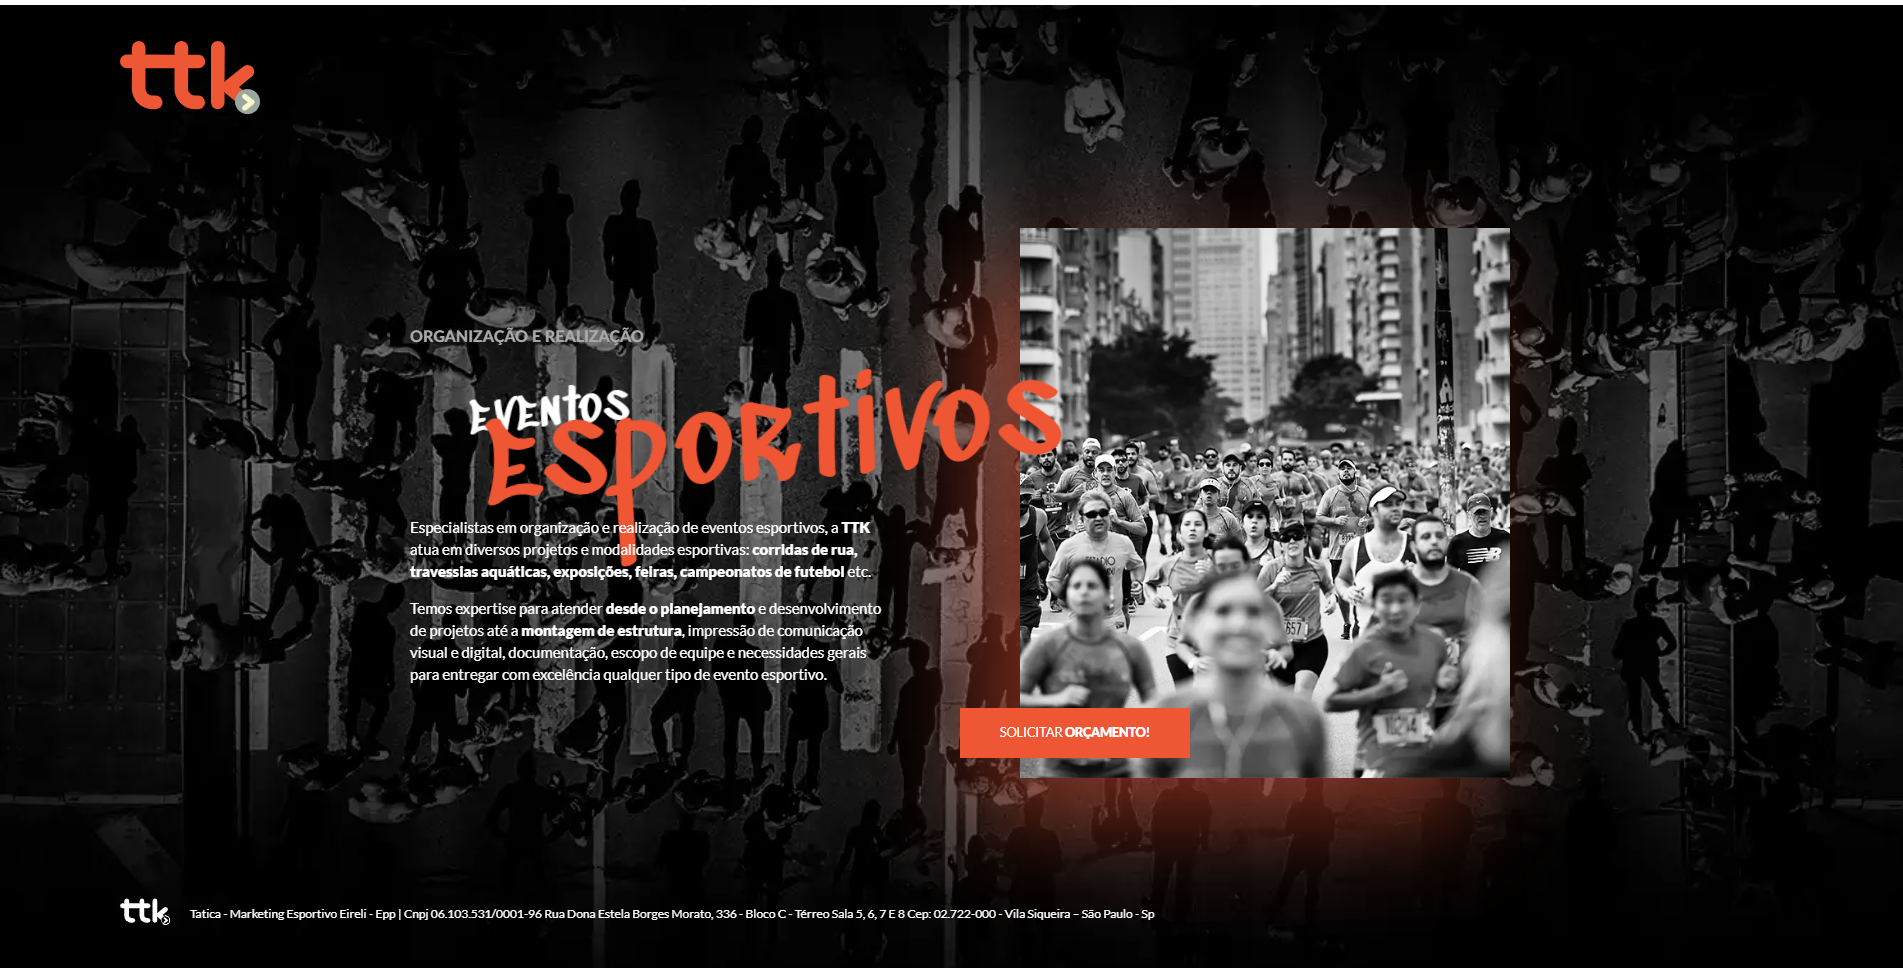 ttk
ORGANIZAÇÃO E REALIZAÇÃO
EVENTOS
ESPORTIVOS
Especialistas em organização e realização de eventos esportivos, a TTK
atua em diversos projetos e modalidades esportivas: corridas de rua,
travessias aquáticas, exposições, feiras, campeonatos de futebol etc.
Temos expertise para atender desde o planejamento e desenvolvimento
de projetos até a montagem de estrutura, impressão de comunicação
visual e digital, documentação, escopo de equipe e necessidades gerais
para entregar com excelência qualquer tipo de evento esportivo.
SOLICITAR ORÇAMENTO!
ttk
Tatica - Marketing Esportivo Eireli - Epp | Cnpj 06.103.531/0001-96 Rua Dona Estela Borges Morato, 336 - Bloco C - Térreo Sala 5, 6, 7 E 8 Cep: 02.722-000 - Vila Siqueira – São Paulo - Sp